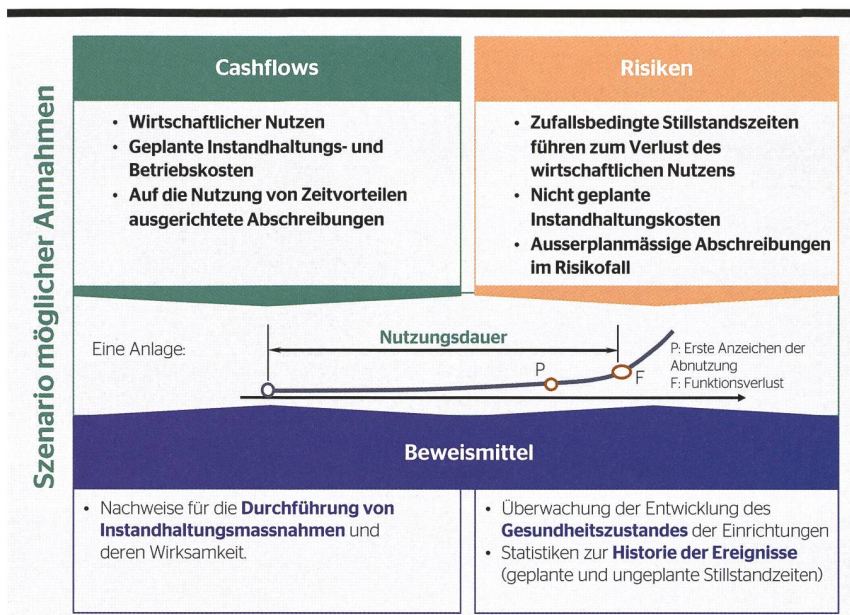 Szenario möglicher Annahmen
Cashflows
• Wirtschaftlicher Nutzen
• Geplante Instandhaltungs- und
Betriebskosten
• Auf die Nutzung von Zeitvorteilen
ausgerichtete Abschreibungen
Risiken
• Zufallsbedingte Stillstandszeiten
führen zum Verlust des
wirtschaftlichen Nutzens
• Nicht geplante
Instandhaltungskosten
• Ausserplanmässige Abschreibungen
im Risikofall
Eine Anlage:
Nutzungsdauer
P
F
P: Erste Anzeichen der
Abnutzung
F: Funktionsverlust
Beweismittel
• Nachweise für die Durchführung von
Instandhaltungsmassnahmen und
deren Wirksamkeit.
• Überwachung der Entwicklung des
Gesundheitszustandes der Einrichtungen
• Statistiken zur Historie der Ereignisse
(geplante und ungeplante Stillstandzeiten)